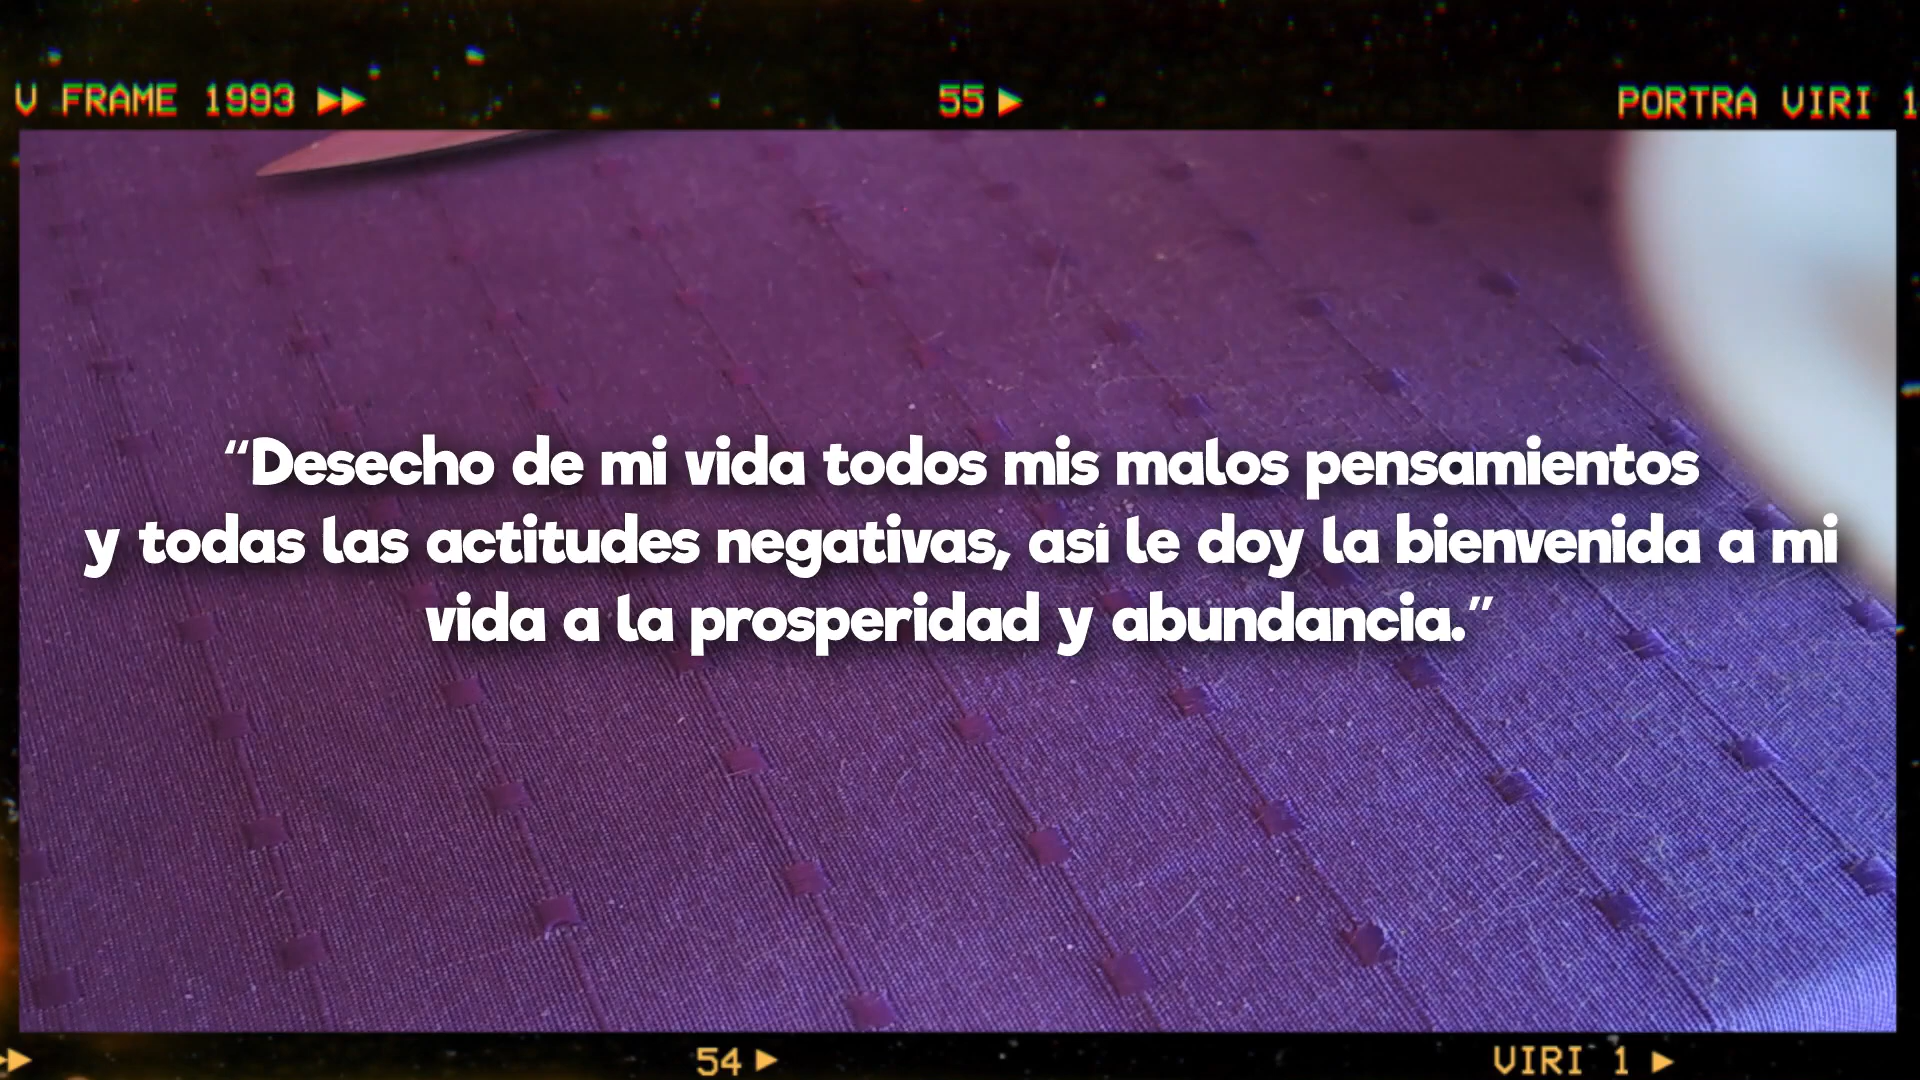 V FRAME 1993
55
PORTRA VIRI 1
“Desecho de mi vida todos mis malos pensamientos
y todas las actitudes negativas, así le doy la bienvenida a mi
vida a la prosperidad y abundancia.”
54
VIRI 1